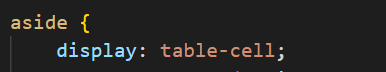 aside {
    display: table-cell;